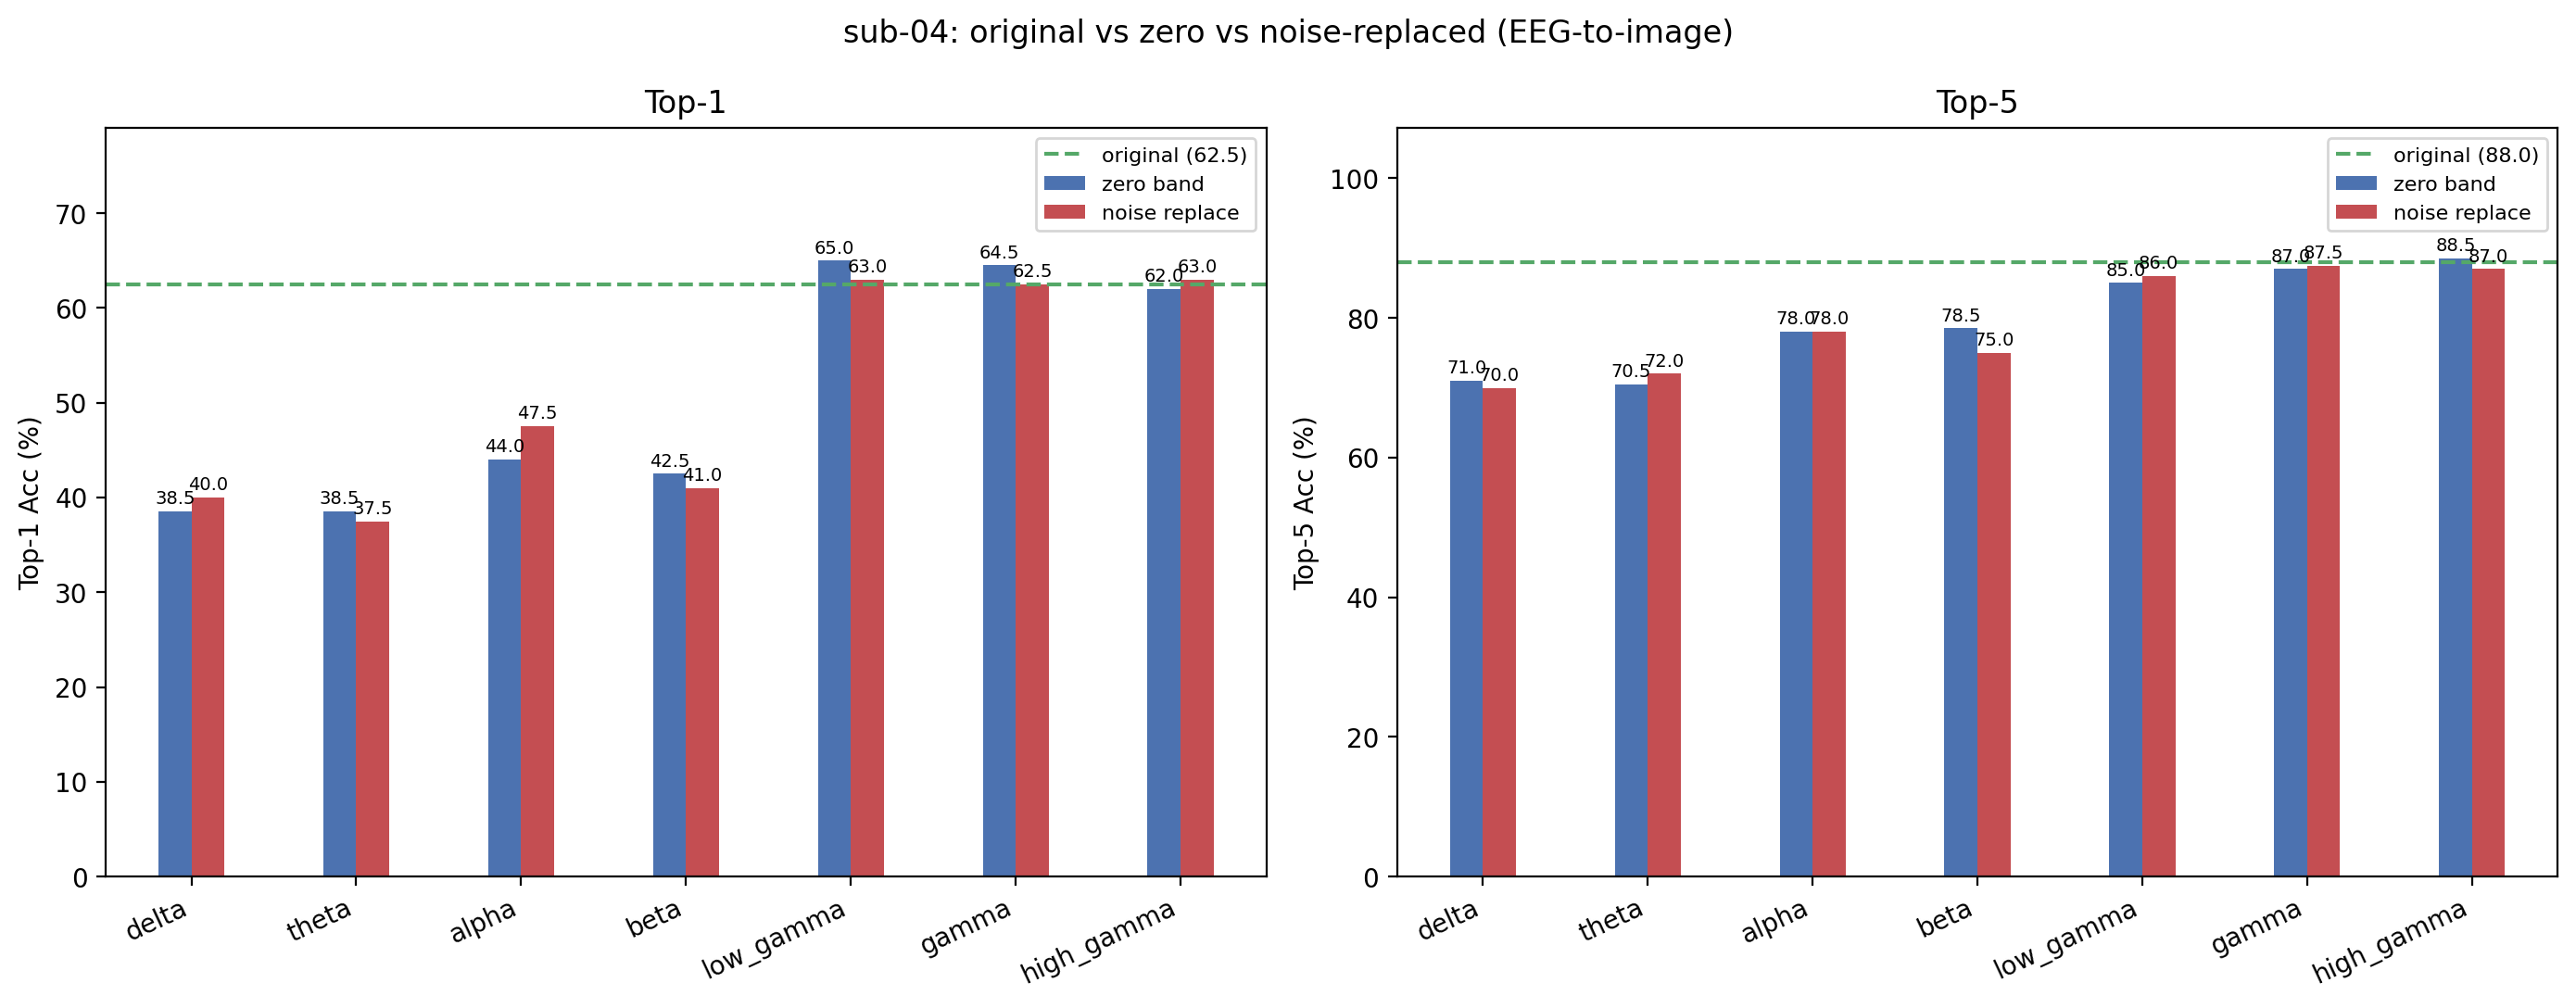 sub-04: original vs zero vs noise-replaced (EEG-to-image)
Top-1
original (62.5)
zero band
noise replace
Top-1 Acc (%)
70
60
50
40
30
20
10
0
38.5
40.0
38.5
37.5
44.0
47.5
42.5
41.0
65.0
63.0
64.5
62.5
62.0
63.0
delta
theta
alpha
beta
low_gamma
gamma
high_gamma
Top-5
original (88.0)
zero band
noise replace
Top-5 Acc (%)
100
80
60
40
20
0
71.0
70.0
70.5
72.0
78.0
78.0
78.5
75.0
85.0
86.0
87.0
87.5
88.5
87.0
delta
theta
alpha
beta
low_gamma
gamma
high_gamma